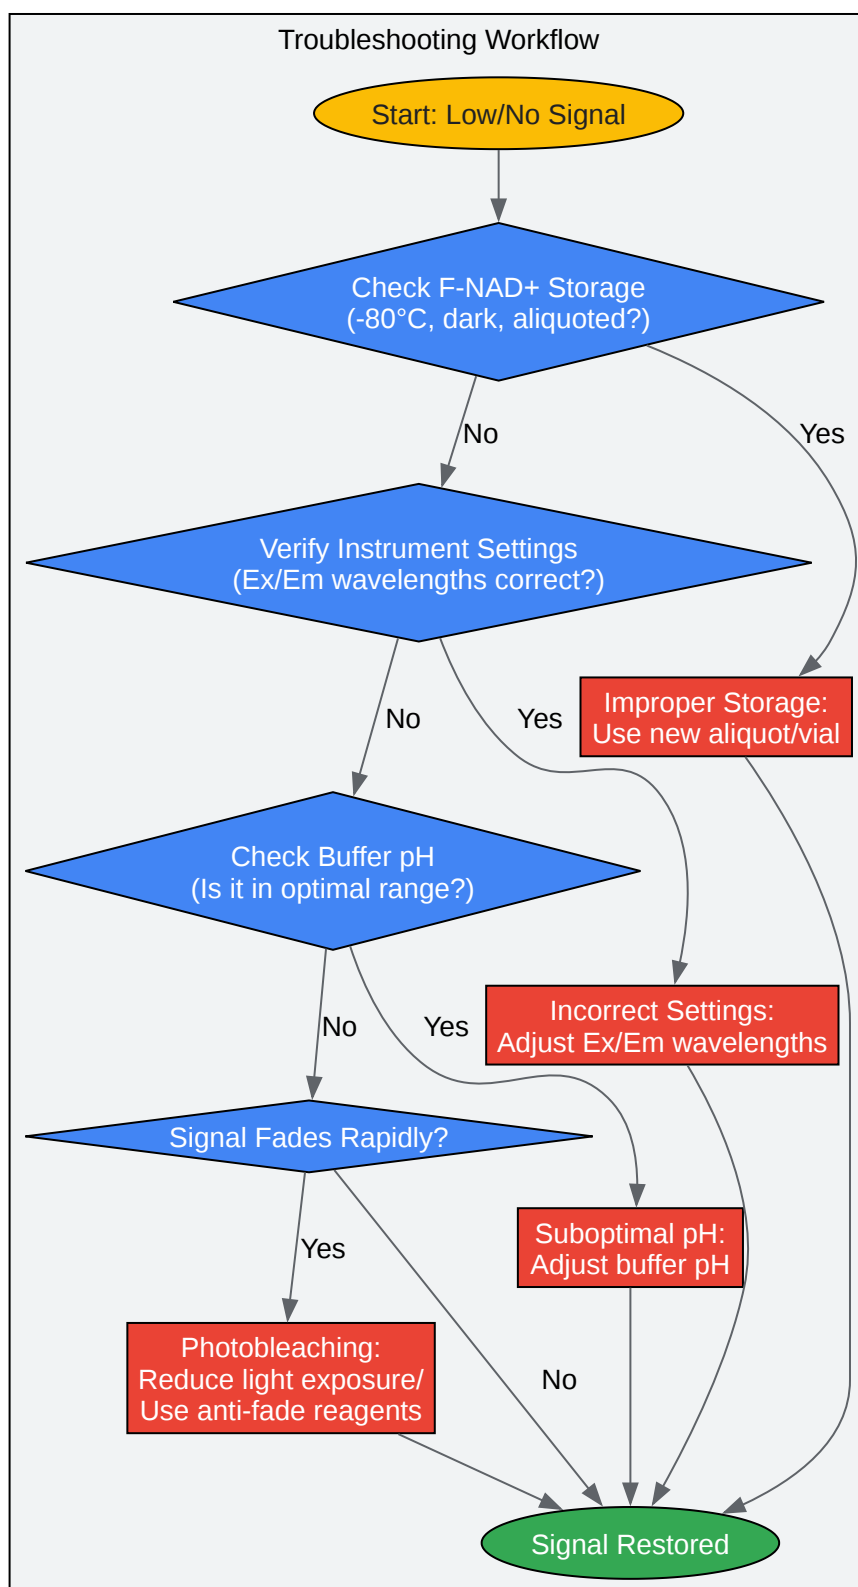 Troubleshooting Workflow
Start: Low/No Signal
Check F-NAD+ Storage
(-80°C, dark, aliquoted?)
No
Yes
Verify Instrument Settings
(Ex/Em wavelengths correct?)
No
Yes
Improper Storage:
Use new aliquot/vial
Check Buffer pH
(Is it in optimal range?)
No
Yes
Incorrect Settings:
Adjust Ex/Em wavelengths
Signal Fades Rapidly?
Yes
Suboptimal pH:
Adjust buffer pH
Photobleaching:
Reduce light exposure/
Use anti-fade reagents
No
Signal Restored